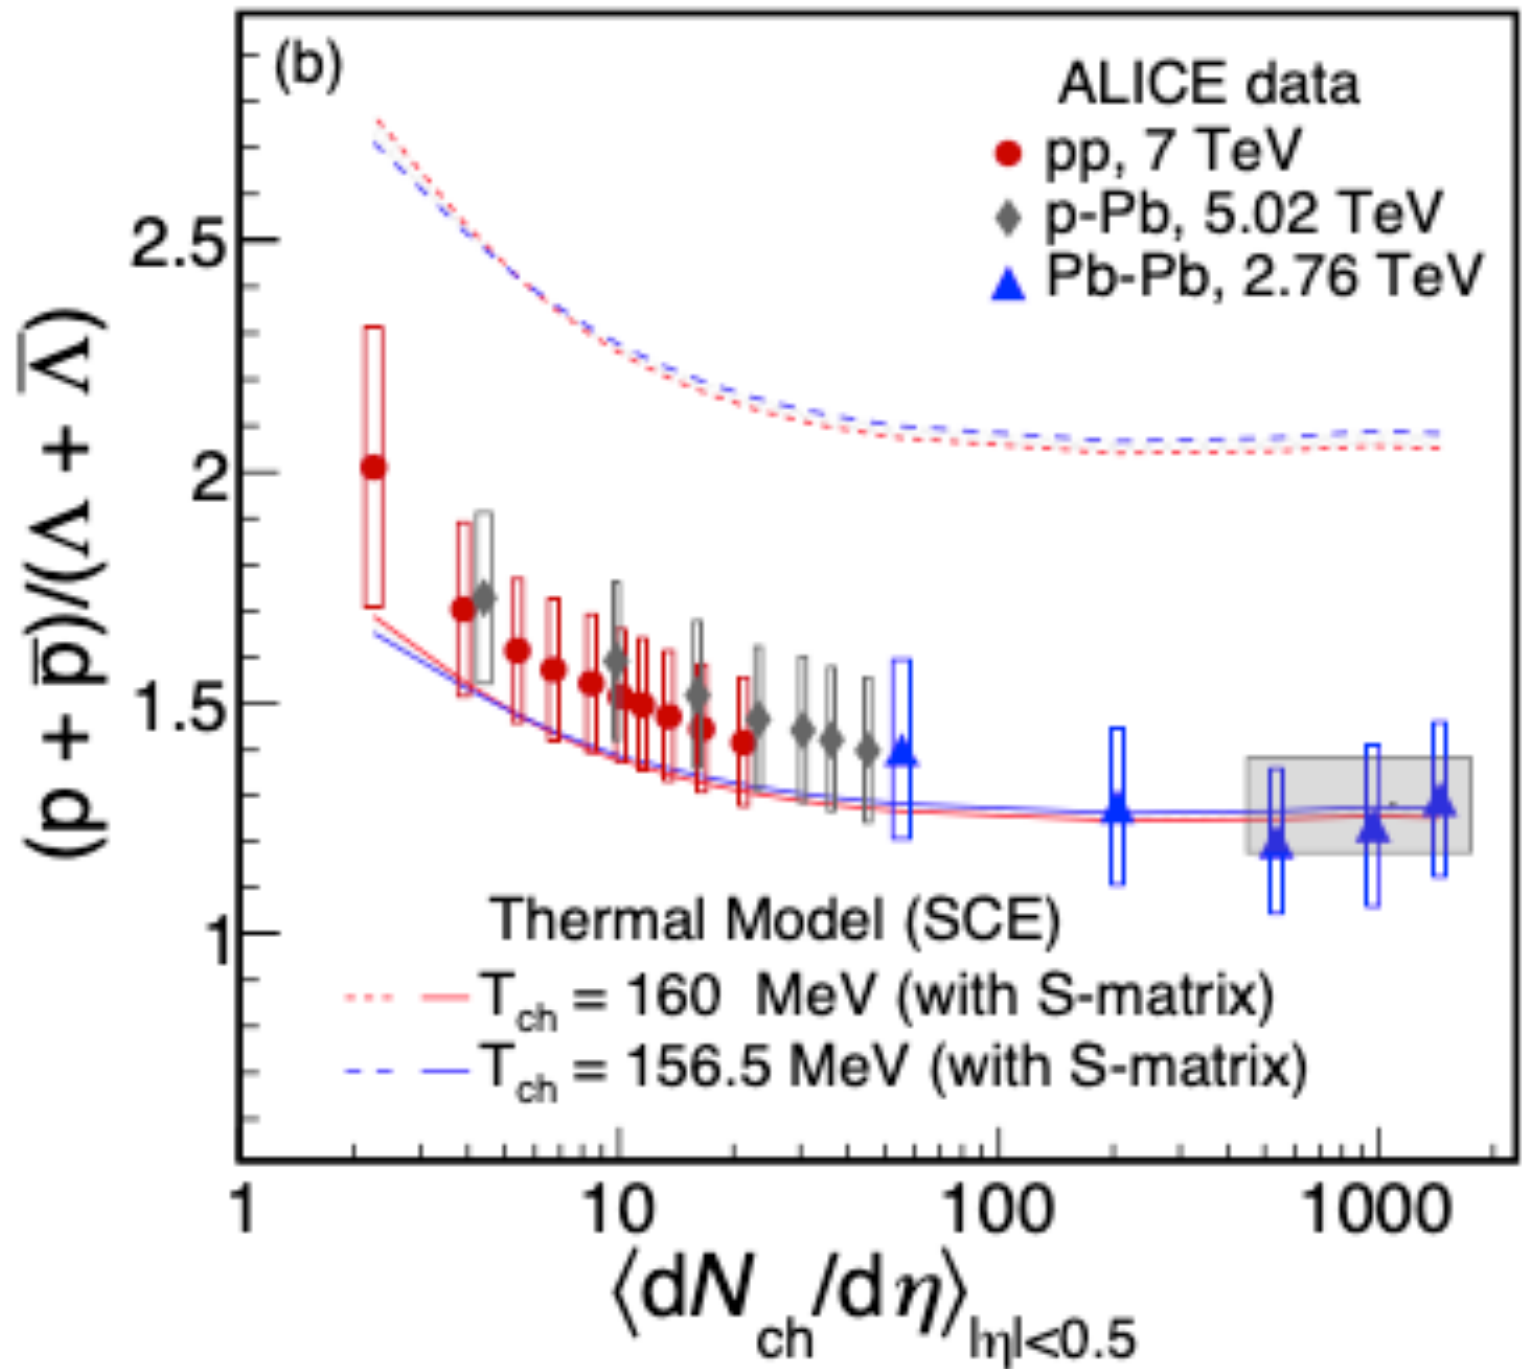 (b)
ALICE data
pp, 7 TeV
p-Pb, 5.02 TeV
Pb-Pb, 2.76 TeV
2.5
2
1.5
1
(p + p̅)/(Λ + Λ̅)
Thermal Model (SCE)
T_ch = 160 MeV (with S-matrix)
T_ch = 156.5 MeV (with S-matrix)
1 10 100 1000
⟨dN_ch/dη⟩_|η|<0.5